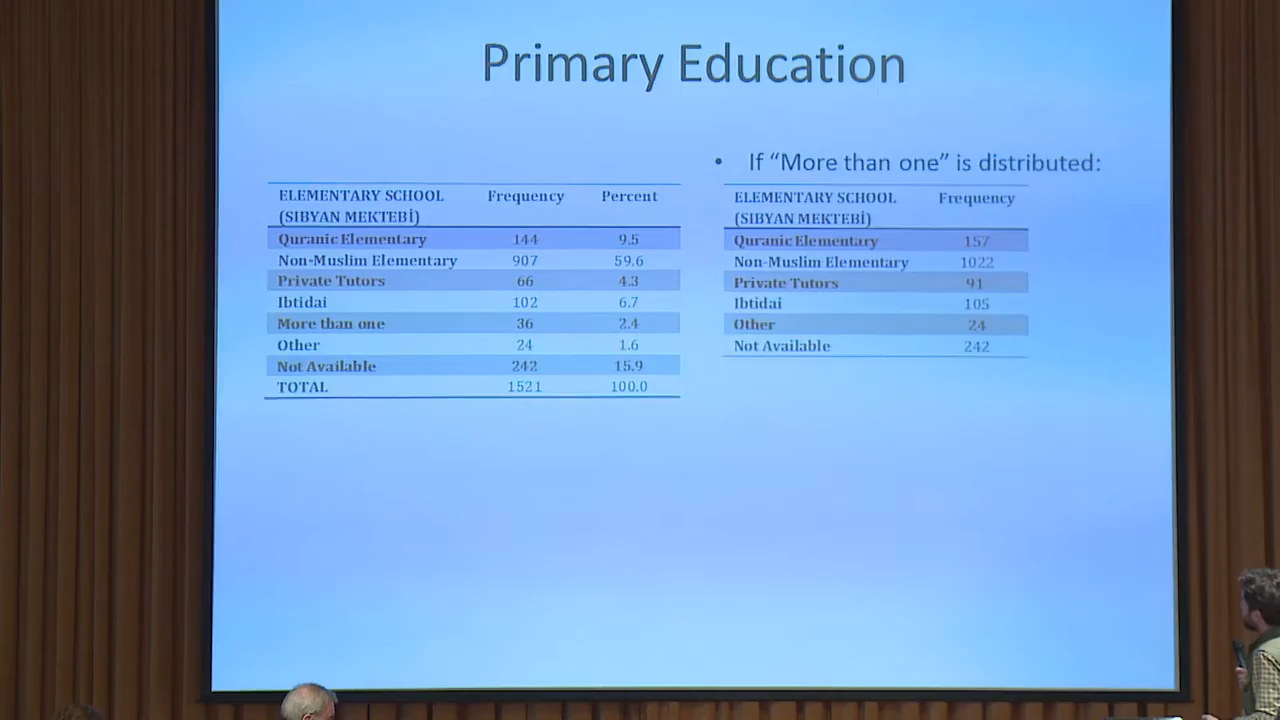 Primary Education
ELEMENTARY SCHOOL (SIBYAN MEKTEBİ) Frequency Percent
Quranic Elementary 144 9.5
Non-Muslim Elementary 907 59.6
Private Tutors 66 4.3
Ibtidai 102 6.7
More than one 36 2.4
Other 24 1.6
Not Available 242 15.9
TOTAL 1521 100.0
• If “More than one” is distributed:
ELEMENTARY SCHOOL (SIBYAN MEKTEBİ) Frequency
Quranic Elementary 157
Non-Muslim Elementary 1022
Private Tutors 91
Ibtidai 105
Other 24
Not Available 242